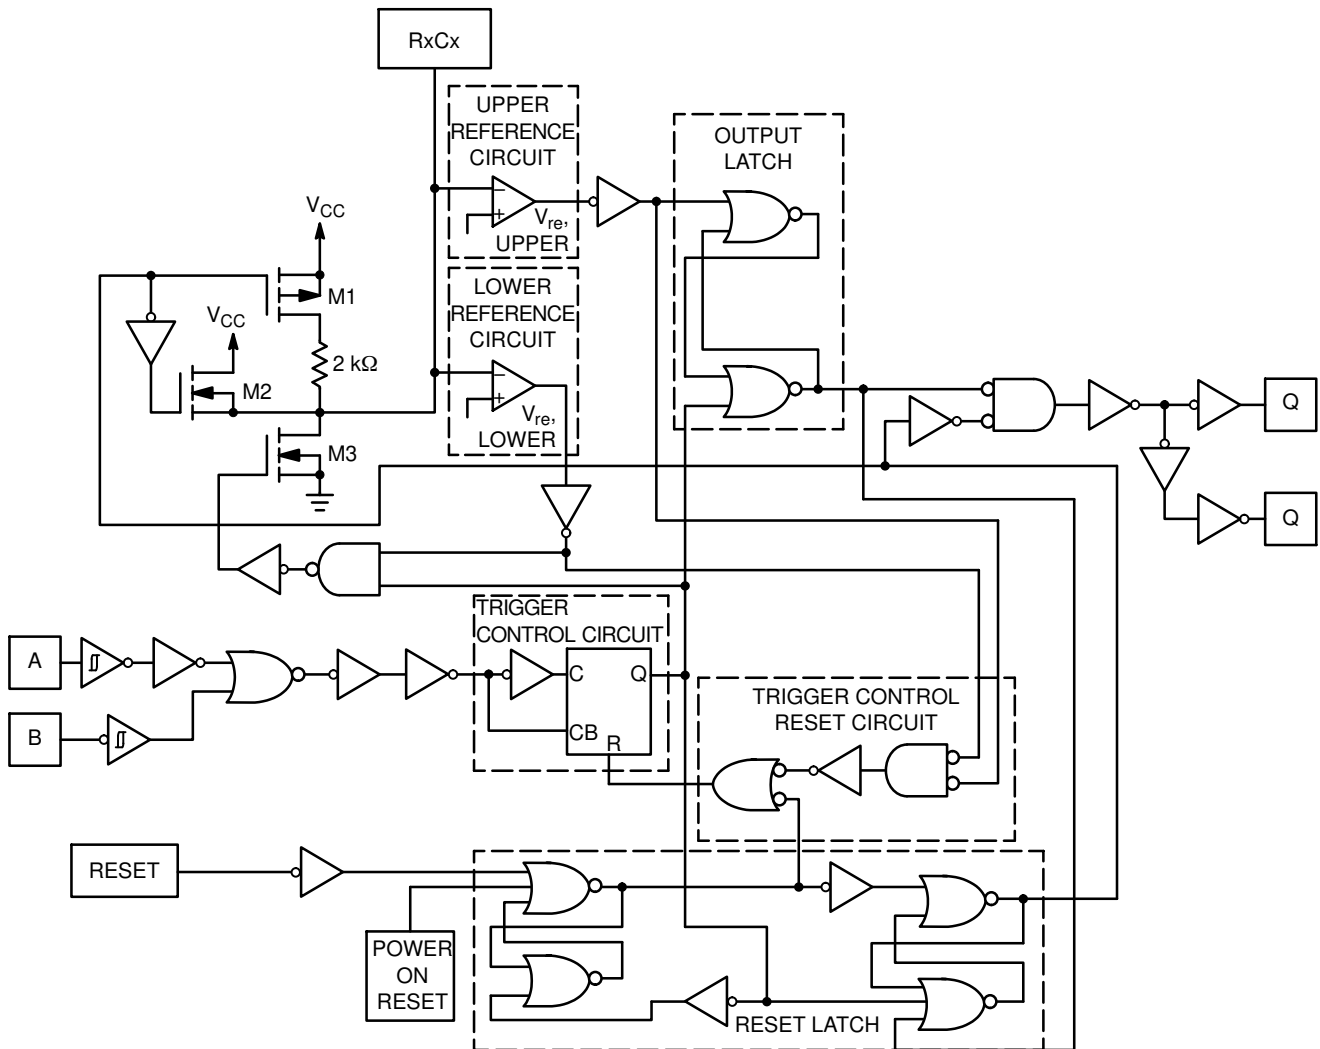 RxCx
UPPER
REFERENCE
CIRCUIT
−
+
Vre,
UPPER
OUTPUT
LATCH
VCC
M1
LOWER
REFERENCE
CIRCUIT
VCC
2 kΩ
M2
−
+
Vre,
LOWER
M3
Q
Q
TRIGGER
CONTROL CIRCUIT
A
C
Q
CB
R
B
TRIGGER CONTROL
RESET CIRCUIT
RESET
POWER
ON
RESET
RESET LATCH